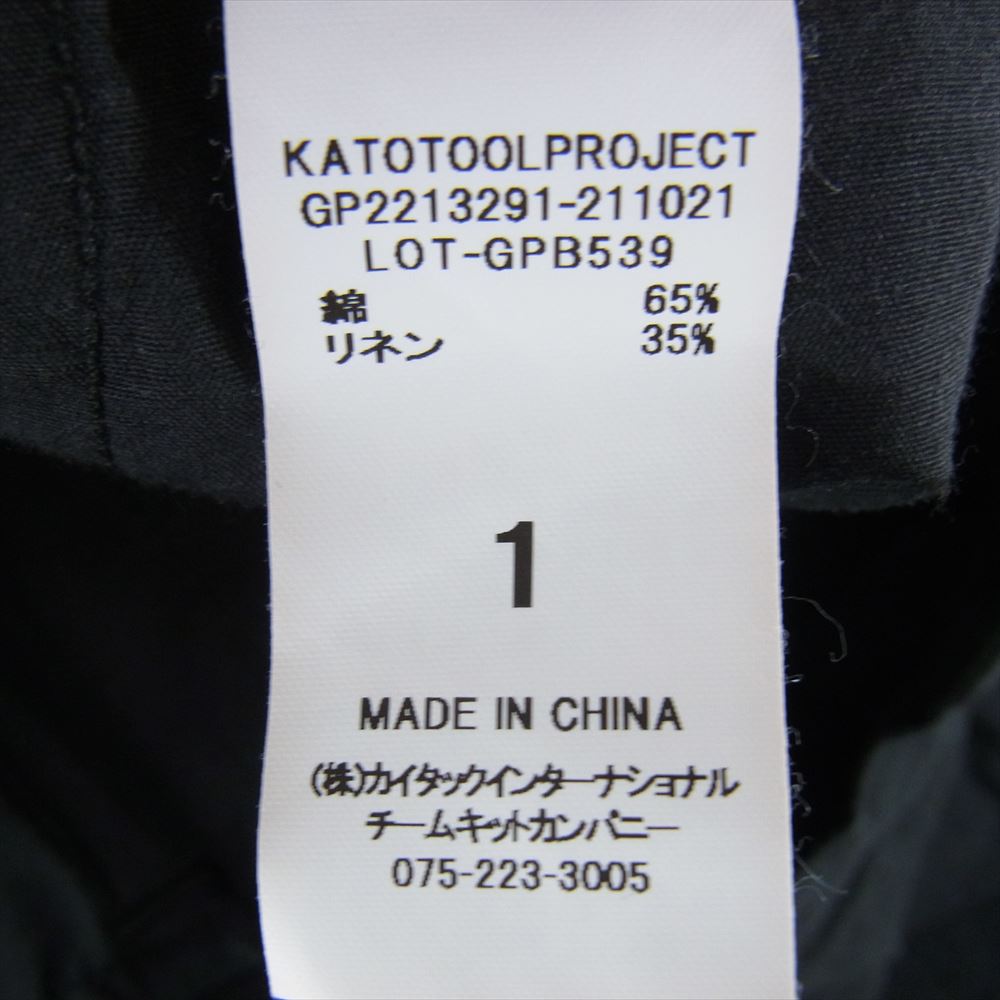 KATOTOOLPROJECT
GP2213291-211021
LOT-GPB539
綿 65%
リネン 35%
1
MADE IN CHINA
(株)カイタックインターナショナル
チームキットカンパニー
075-223-3005